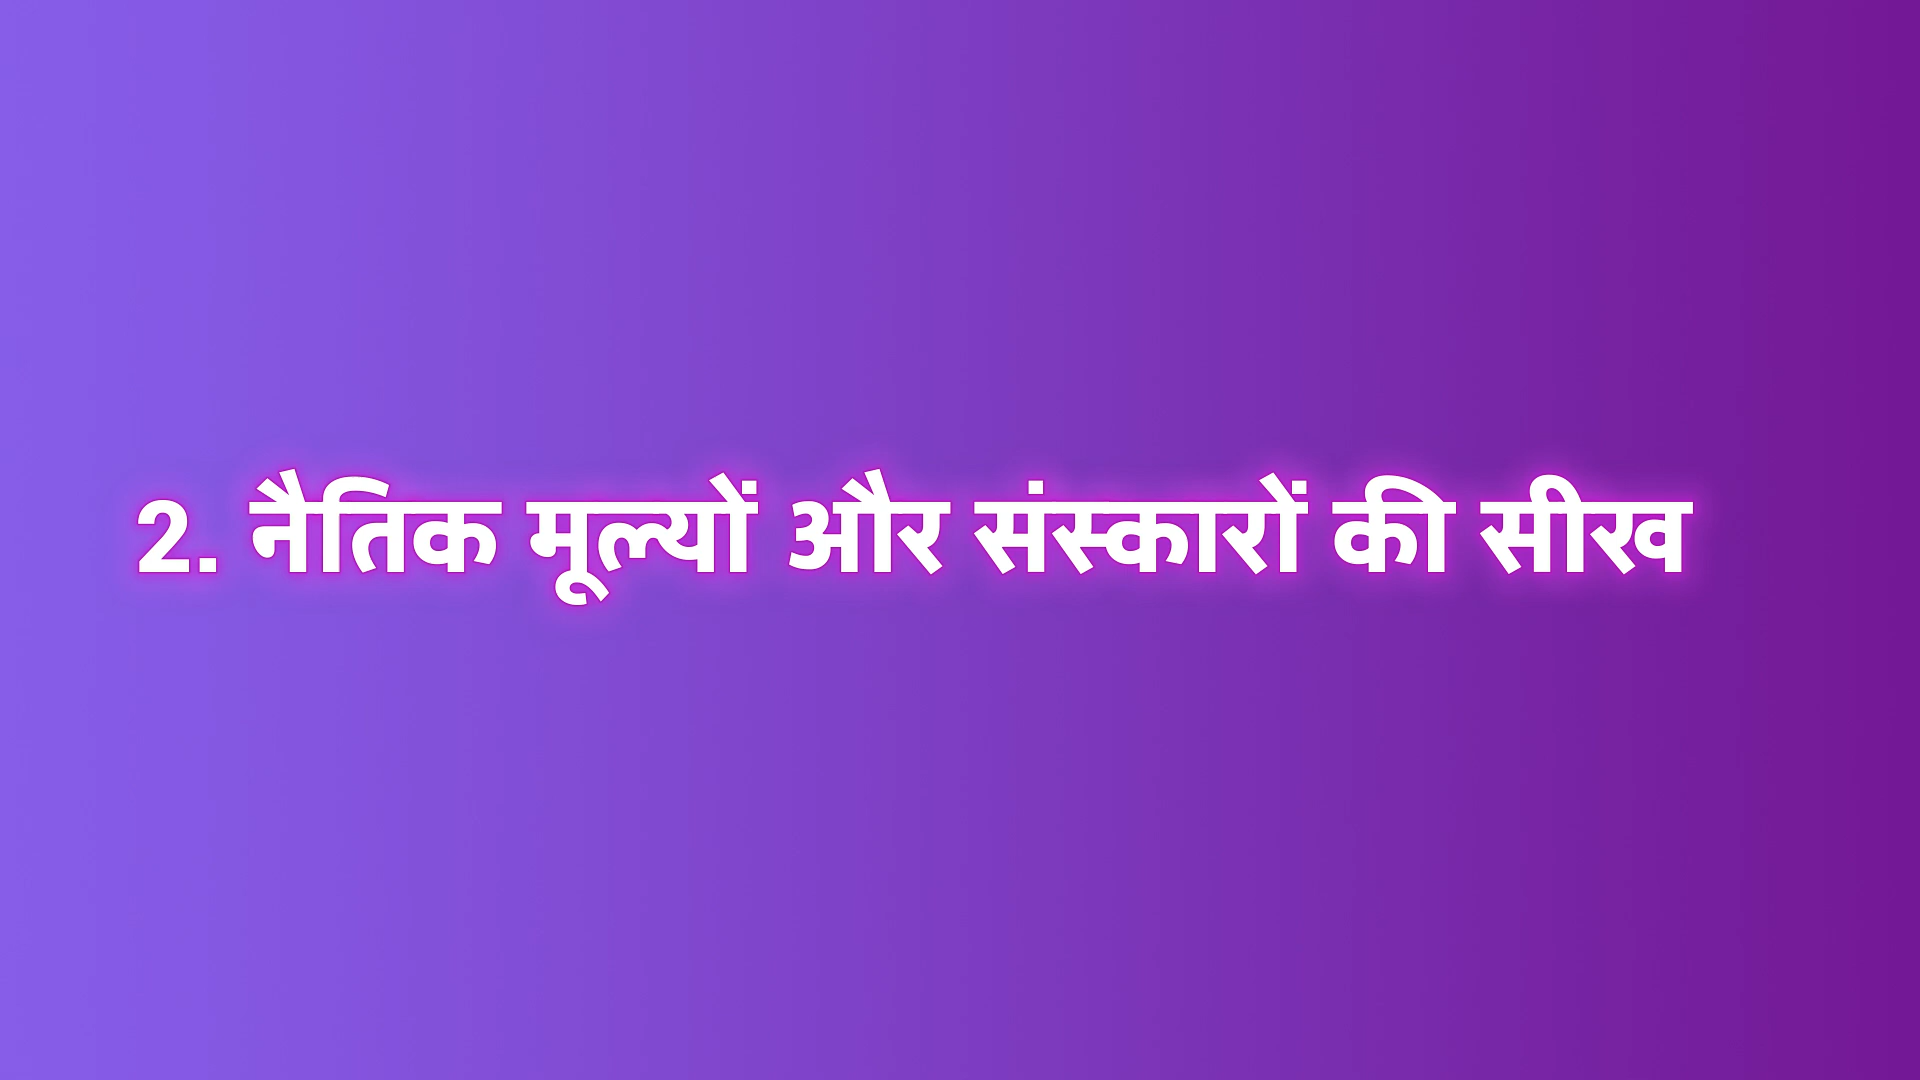 2. नैतिक मूल्यों और संस्कारों की सीख